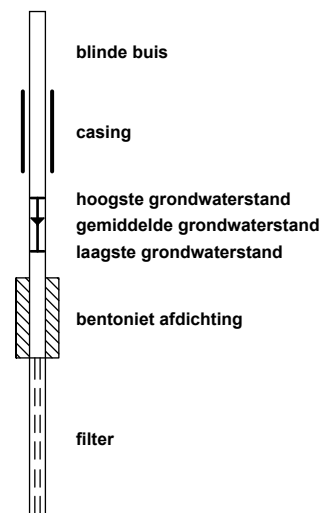 blinde buis
casing
hoogste grondwaterstand
gemiddelde grondwaterstand
laagste grondwaterstand
bentoniet afdichting
filter